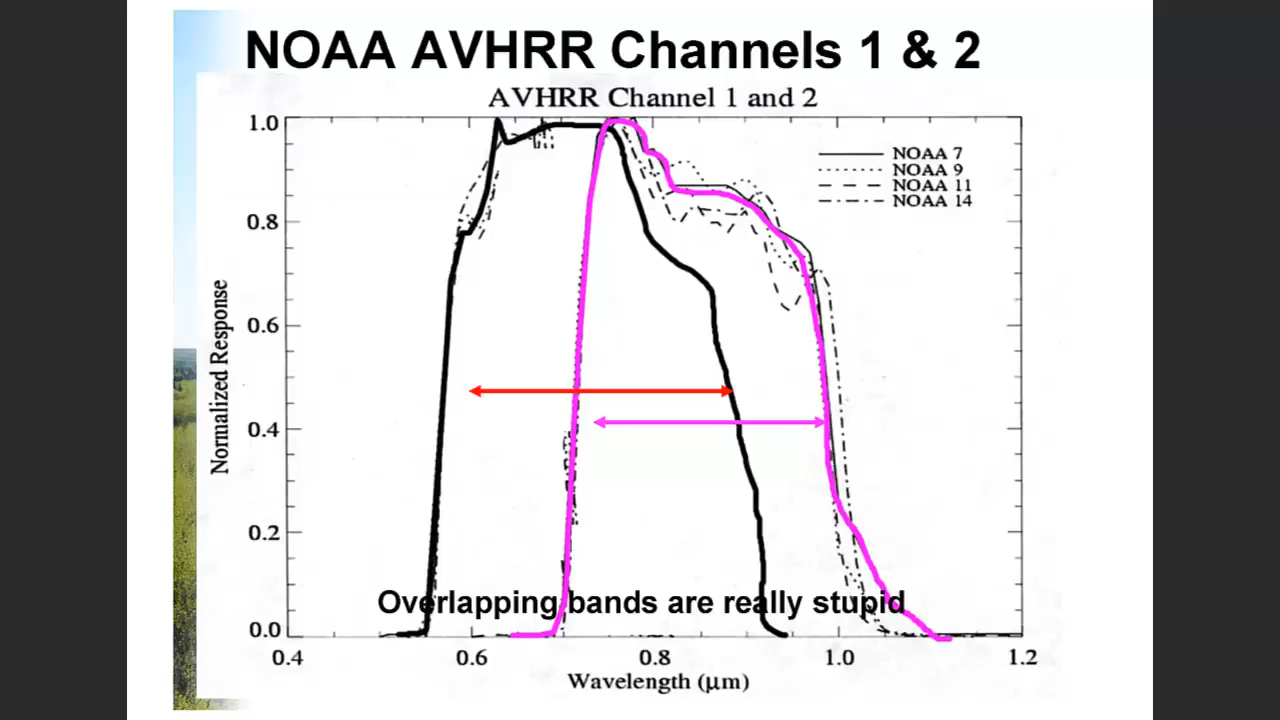 NOAA AVHRR Channels 1 & 2
AVHRR Channel 1 and 2
1.0
0.8
0.6
0.4
0.2
0.0
Normalized Response
NOAA 7
NOAA 9
NOAA 11
NOAA 14
Overlapping bands are really stupid
0.4 0.6 0.8 1.0 1.2
Wavelength (μm)